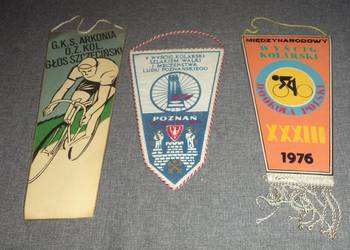 G.K.S. ARKONIA
O.Z. KOL.
GŁOS SZCZECIŃSKI
V WYŚCIG KOLARSKI
SZLAKIEM WALKI
I MĘCZEŃSTWA
LUDU POZNAŃSKIEGO
POZNAŃ
MIĘDZYNARODOWY
WYŚCIG
KOLARSKI
DOOKOŁA POLSKI
XXXIII
1976